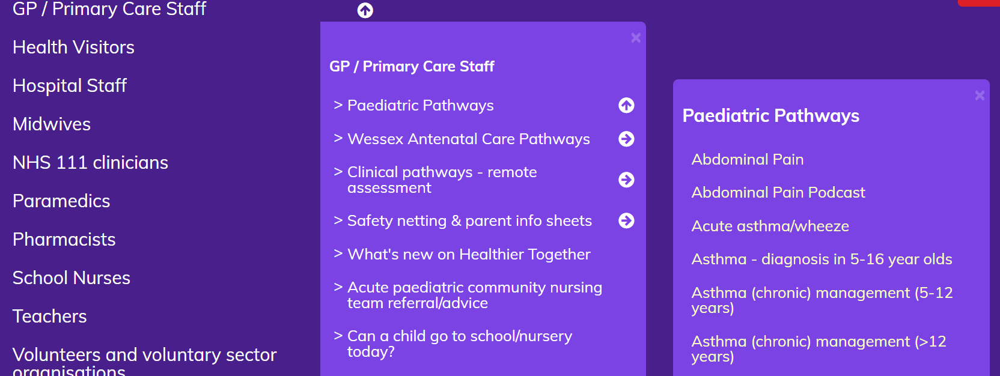 GP / Primary Care Staff
Health Visitors
Hospital Staff
Midwives
NHS 111 clinicians
Paramedics
Pharmacists
School Nurses
Teachers
Volunteers and voluntary sector
organisations
×
GP / Primary Care Staff
> Paediatric Pathways
> Wessex Antenatal Care Pathways
> Clinical pathways - remote
assessment
> Safety netting & parent info sheets
> What's new on Healthier Together
> Acute paediatric community nursing
team referral/advice
> Can a child go to school/nursery
today?
×
Paediatric Pathways
Abdominal Pain
Abdominal Pain Podcast
Acute asthma/wheeze
Asthma - diagnosis in 5-16 year olds
Asthma (chronic) management (5-12
years)
Asthma (chronic) management (>12
years)